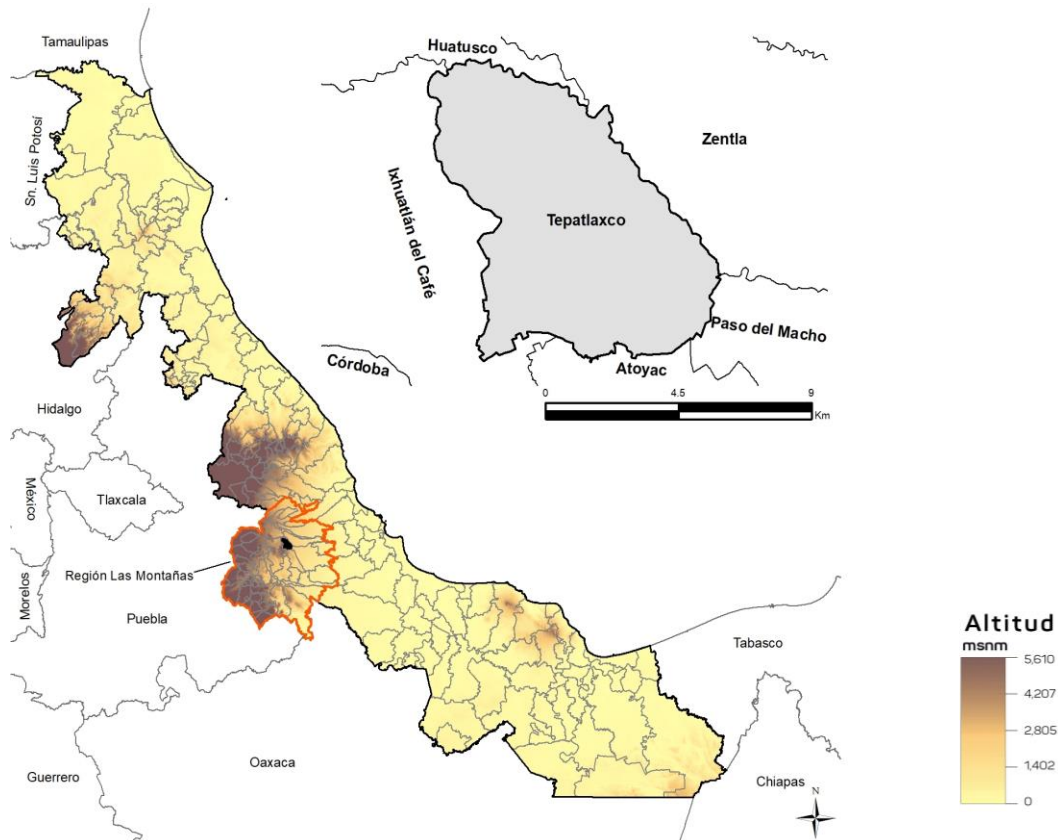 Tamaulipas
Sn. Luis Potosí
Huatusco
Zentla
Ixhuatlán del Café
Tepatlaxco
Paso del Macho
Córdoba
Atoyac
0
4.5
9
Km
Hidalgo
México
Tlaxcala
Región Las Montañas
Morelos
Puebla
Tabasco
Altitud
msnm
5,610
4,207
2,805
1402
0
Oaxaca
Guerrero
Chiapas
N